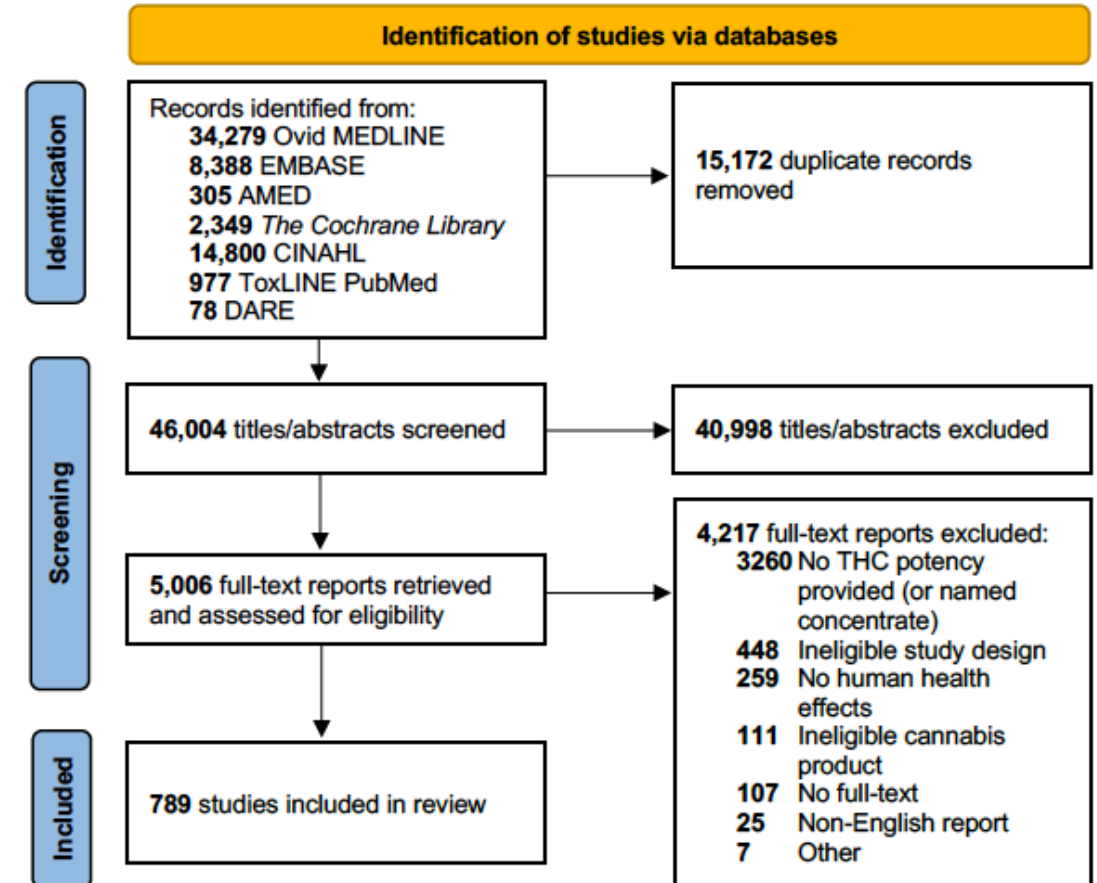 Identification of studies via databases
Identification
Records identified from:
34,279 Ovid MEDLINE
8,388 EMBASE
305 AMED
2,349 The Cochrane Library
14,800 CINAHL
977 ToxLINE PubMed
78 DARE
15,172 duplicate records
removed
Screening
46,004 titles/abstracts screened
40,998 titles/abstracts excluded
5,006 full-text reports retrieved
and assessed for eligibility
4,217 full-text reports excluded:
3260 No THC potency
provided (or named
concentrate)
448 Ineligible study design
259 No human health
effects
111 Ineligible cannabis
product
107 No full-text
25 Non-English report
7 Other
Included
789 studies included in review